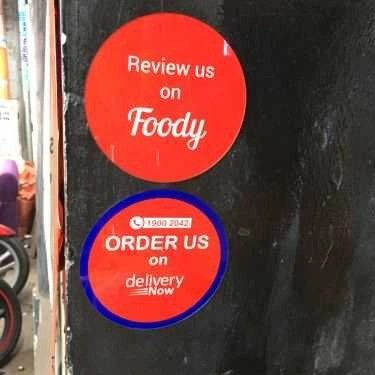 Review us
on
Foody
1900 2042
ORDER US
on
delivery
Now